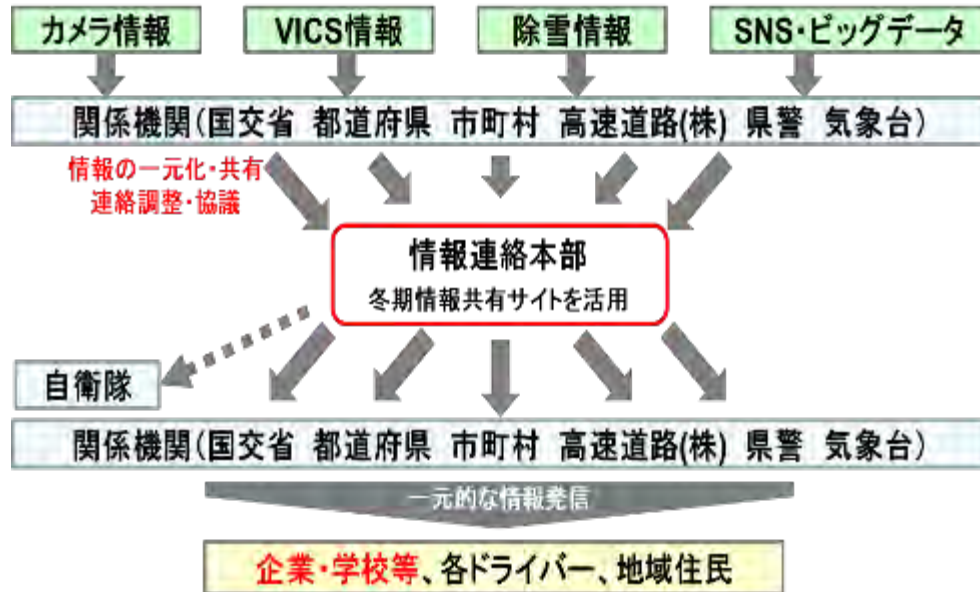 カメラ情報 VICS情報 除雪情報 SNS・ビッグデータ
関係機関(国交省 都道府県 市町村 高速道路(株) 県警 気象台)
情報の一元化・共有
連絡調整・協議
情報連絡本部
冬期情報共有サイトを活用
自衛隊
関係機関(国交省 都道府県 市町村 高速道路(株) 県警 気象台)
一元的な情報発信
企業・学校等、各ドライバー、地域住民